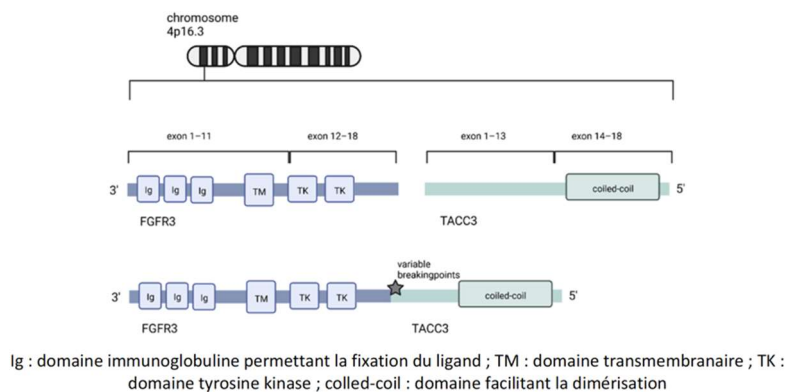 chromosome
4p16.3
exon 1–11 exon 12–18 exon 1–13 exon 14–18
3' Ig Ig Ig TM TK TK coiled-coil 5'
FGFR3 TACC3
variable
breakingpoints
3' Ig Ig Ig TM TK TK coiled-coil 5'
FGFR3 TACC3
Ig : domaine immunoglobuline permettant la fixation du ligand ; TM : domaine transmembranaire ; TK :
domaine tyrosine kinase ; colled-coil : domaine facilitant la dimérisation